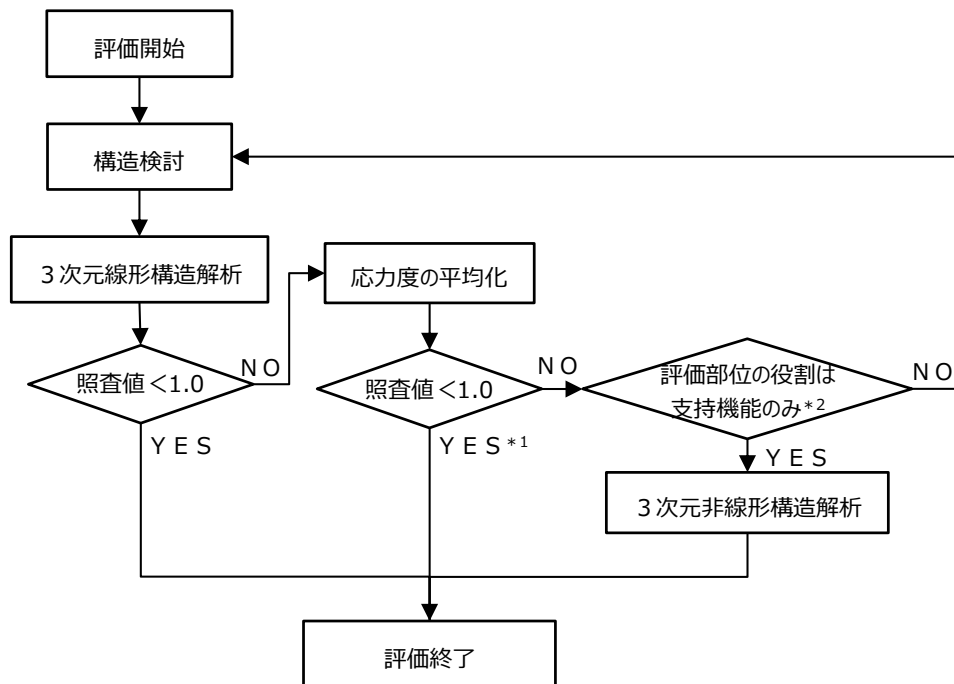 評価開始
構造検討
３次元線形構造解析
応力度の平均化
照査値＜1.0
ＮＯ
照査値＜1.0
ＮＯ
評価部位の役割は
支持機能のみ*2
ＮＯ
ＹＥＳ
ＹＥＳ*1
ＹＥＳ
３次元非線形構造解析
評価終了